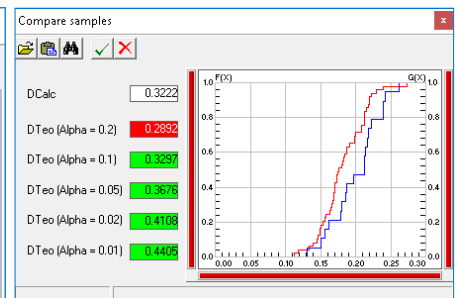 Compare samples
x
DCalc 0.3222
DTeo (Alpha = 0.2) 0.2892
DTeo (Alpha = 0.1) 0.3297
DTeo (Alpha = 0.05) 0.3676
DTeo (Alpha = 0.02) 0.4108
DTeo (Alpha = 0.01) 0.4405
F(X) G(X)
1.0 1.0
0.8 0.8
0.6 0.6
0.4 0.4
0.2 0.2
0.0 0.0
0.00 0.05 0.10 0.15 0.20 0.25 0.30